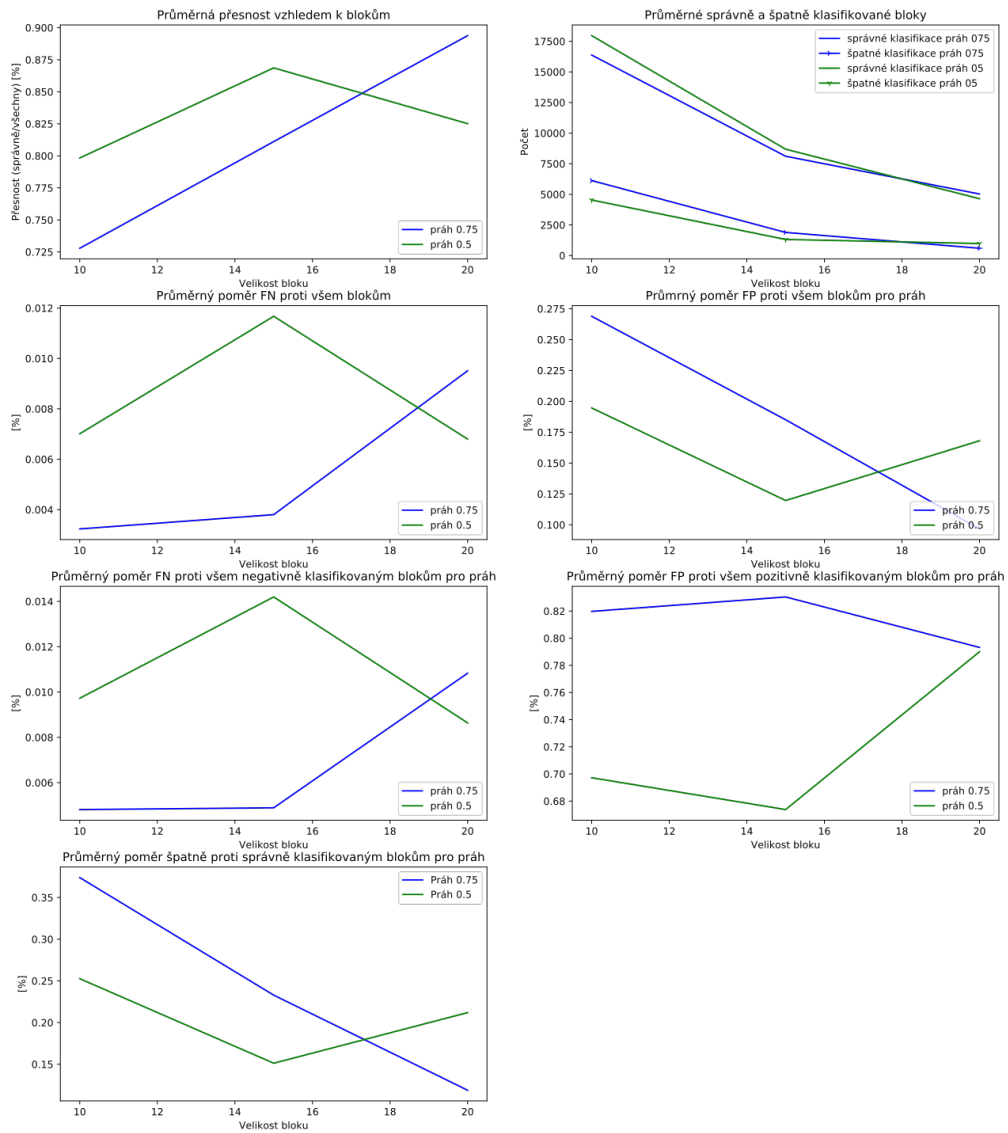 Průměrná přesnost vzhledem k blokům
Přesnost (správně/všechny) [%]
0.900
0.875
0.850
0.825
0.800
0.775
0.750
0.725
práh 0.75
práh 0.5
10 12 14 16 18 20
Velikost bloku
Průměrné správně a špatně klasifikované bloky
Počet
17500
15000
12500
10000
7500
5000
2500
0
správné klasifikace práh 075
špatné klasifikace práh 075
správné klasifikace práh 05
špatné klasifikace práh 05
10 12 14 16 18 20
Velikost bloku
Průměrný poměr FN proti všem blokům
[%]
0.012
0.010
0.008
0.006
0.004
práh 0.75
práh 0.5
10 12 14 16 18 20
Velikost bloku
Průmrný poměr FP proti všem blokům pro práh
[%]
0.275
0.250
0.225
0.200
0.175
0.150
0.125
0.100
práh 0.75
práh 0.5
10 12 14 16 18 20
Velikost bloku
Průměrný poměr FN proti všem negativně klasifikovaným blokům pro práh
[%]
0.014
0.012
0.010
0.008
0.006
práh 0.75
práh 0.5
10 12 14 16 18 20
Velikost bloku
Průměrný poměr FP proti všem pozitivně klasifikovaným blokům pro práh
[%]
0.82
0.80
0.78
0.76
0.74
0.72
0.70
0.68
práh 0.75
práh 0.5
10 12 14 16 18 20
Velikost bloku
Průměrný poměr špatně proti správně klasifikovaným blokům pro práh
[%]
0.35
0.30
0.25
0.20
0.15
Práh 0.75
Práh 0.5
10 12 14 16 18 20
Velikost bloku